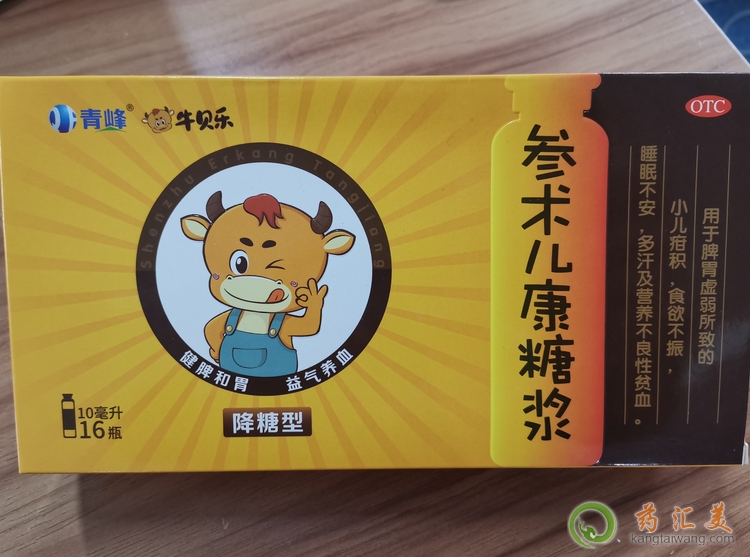 青峰®
牛贝乐
Shenzhu Erkang Tangjiang
健脾和胃 益气养血
降糖型
10毫升
16瓶
参术儿康糖浆
OTC
用于脾胃虚弱所致的
小儿疳积，食欲不振，
睡眠不安，多汗及营养不良性贫血。
药汇美
kangtaiwang.com